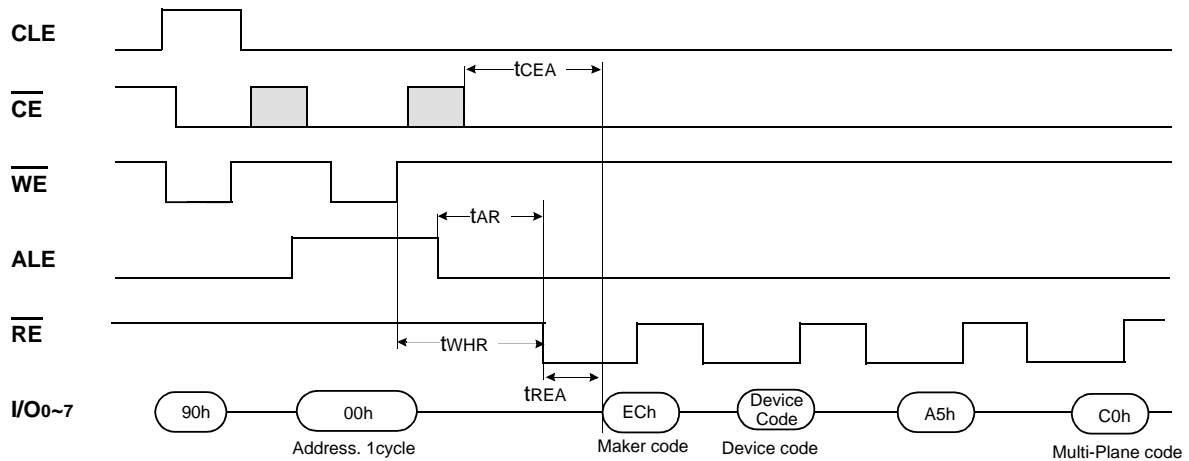 CLE
tCEA
CE
WE
tAR
ALE
RE
tWHR
tREA
I/O0~7
90h
00h
ECh
Device
Code
A5h
C0h
Address. 1cycle
Maker code
Device code
Multi-Plane code